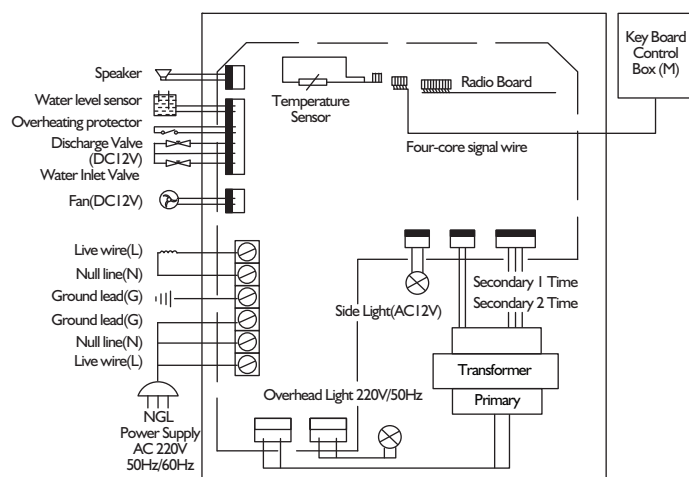 Speaker
Water level sensor
Overheating protector
Discharge Valve
(DC12V)
Water Inlet Valve
Fan(DC12V)
Live wire(L)
Null line(N)
Ground lead(G)
Ground lead(G)
Null line(N)
Live wire(L)
NGL
Power Supply
AC 220V
50Hz/60Hz
Temperature
Sensor
Radio Board
Four-core signal wire
Key Board
Control
Box (M)
Side Light(AC12V)
Secondary 1 Time
Secondary 2 Time
Transformer
Primary
Overhead Light 220V/50Hz